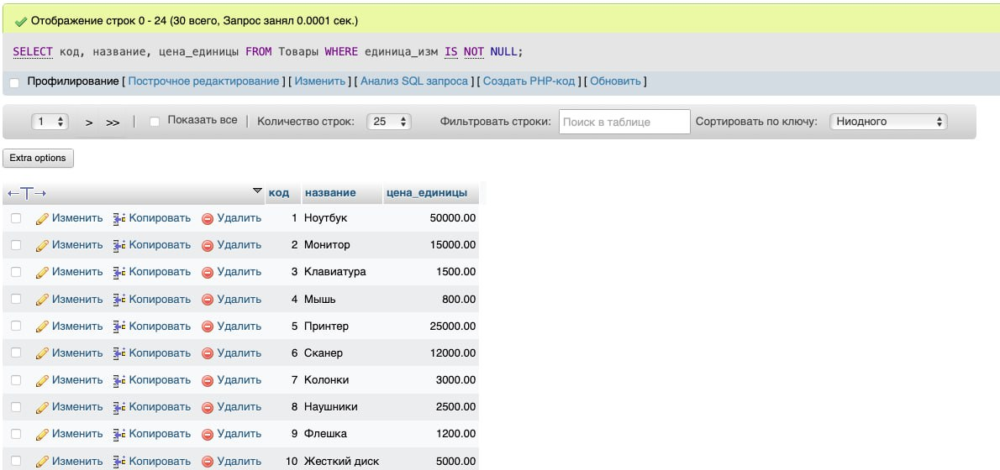 Отображение строк 0 - 24 (30 всего, Запрос занял 0.0001 сек.)
SELECT код, название, цена_единицы FROM Товары WHERE единица_изм IS NOT NULL;
Профилирование [ Построчное редактирование ] [ Изменить ] [ Анализ SQL запроса ] [ Создать PHP-код ] [ Обновить ]
1 > >> | Показать все | Количество строк: 25 Фильтровать строки: Поиск в таблице Сортировать по ключу: Ниодного
Extra options
←T→ код название цена_единицы
Изменить Копировать Удалить 1 Ноутбук 50000.00
Изменить Копировать Удалить 2 Монитор 15000.00
Изменить Копировать Удалить 3 Клавиатура 1500.00
Изменить Копировать Удалить 4 Мышь 800.00
Изменить Копировать Удалить 5 Принтер 25000.00
Изменить Копировать Удалить 6 Сканер 12000.00
Изменить Копировать Удалить 7 Колонки 3000.00
Изменить Копировать Удалить 8 Наушники 2500.00
Изменить Копировать Удалить 9 Флешка 1200.00
Изменить Копировать Удалить 10 Жесткий диск 5000.00